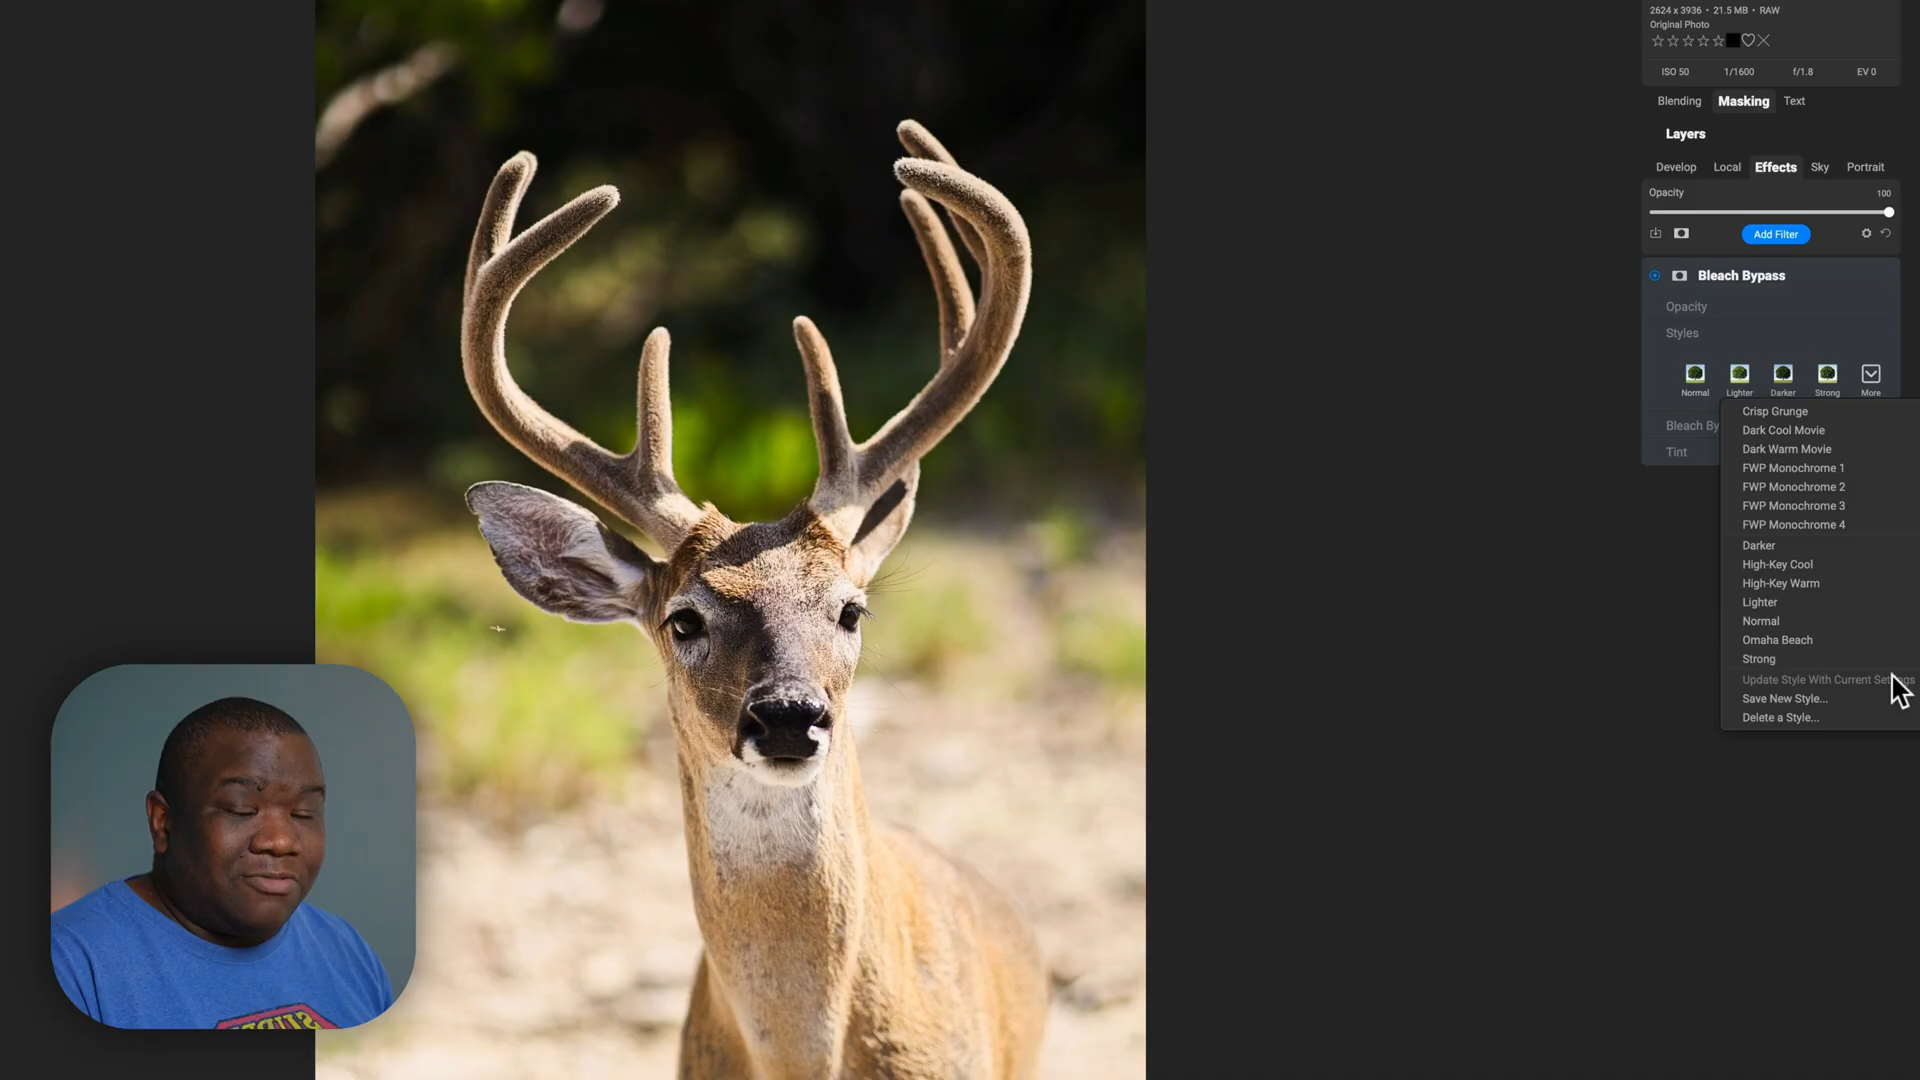 2624 x 3936 • 21.5 MB • RAW
Original Photo
ISO 50 1/1600 f/1.8 EV 0
Blending Masking Text
Layers
Develop Local Effects Sky Portrait
Opacity 100
Add Filter
Bleach Bypass
Opacity
Styles
Normal Lighter Darker Strong More
Bleach By
Tint
Crisp Grunge
Dark Cool Movie
Dark Warm Movie
FWP Monochrome 1
FWP Monochrome 2
FWP Monochrome 3
FWP Monochrome 4
Darker
High-Key Cool
High-Key Warm
Lighter
Normal
Omaha Beach
Strong
Update Style With Current
Save New Style...
Delete a Style...